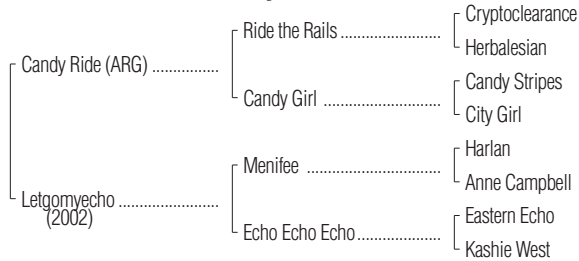 Cryptoclearance
Ride the Rails ....................
Herbalesian
Candy Ride (ARG) ................
Candy Stripes
Candy Girl .........................
City Girl
Harlan
Menifee ..........................
Anne Campbell
Letgomyecho ........................
(2002)
Eastern Echo
Echo Echo Echo....................
Kashie West